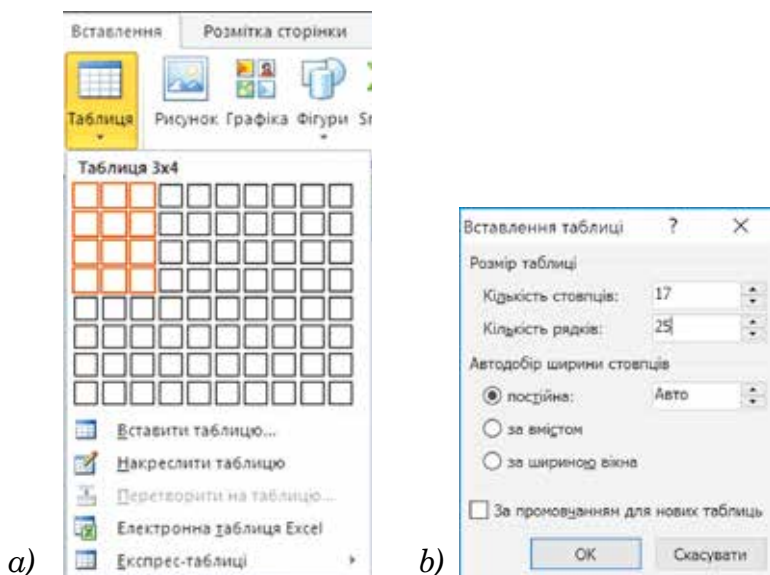 Вставлення Розмітка сторінки
Таблиця Рисунок Графіка Фігури
Таблиця 3x4
Вставити таблицю...
Накреслити таблицю
Перетворити на таблицю...
Електронна таблиця Excel
Експрес-таблиці
a)
Вставлення таблиці ? ×
Розмір таблиці
Кількість стовпців: 17
Кількість рядків: 25
Автодобір ширини стовпців
постійна: Авто
за вмістом
за шириною вікна
За промовчанням для нових таблиць
ОК Скасувати
b)